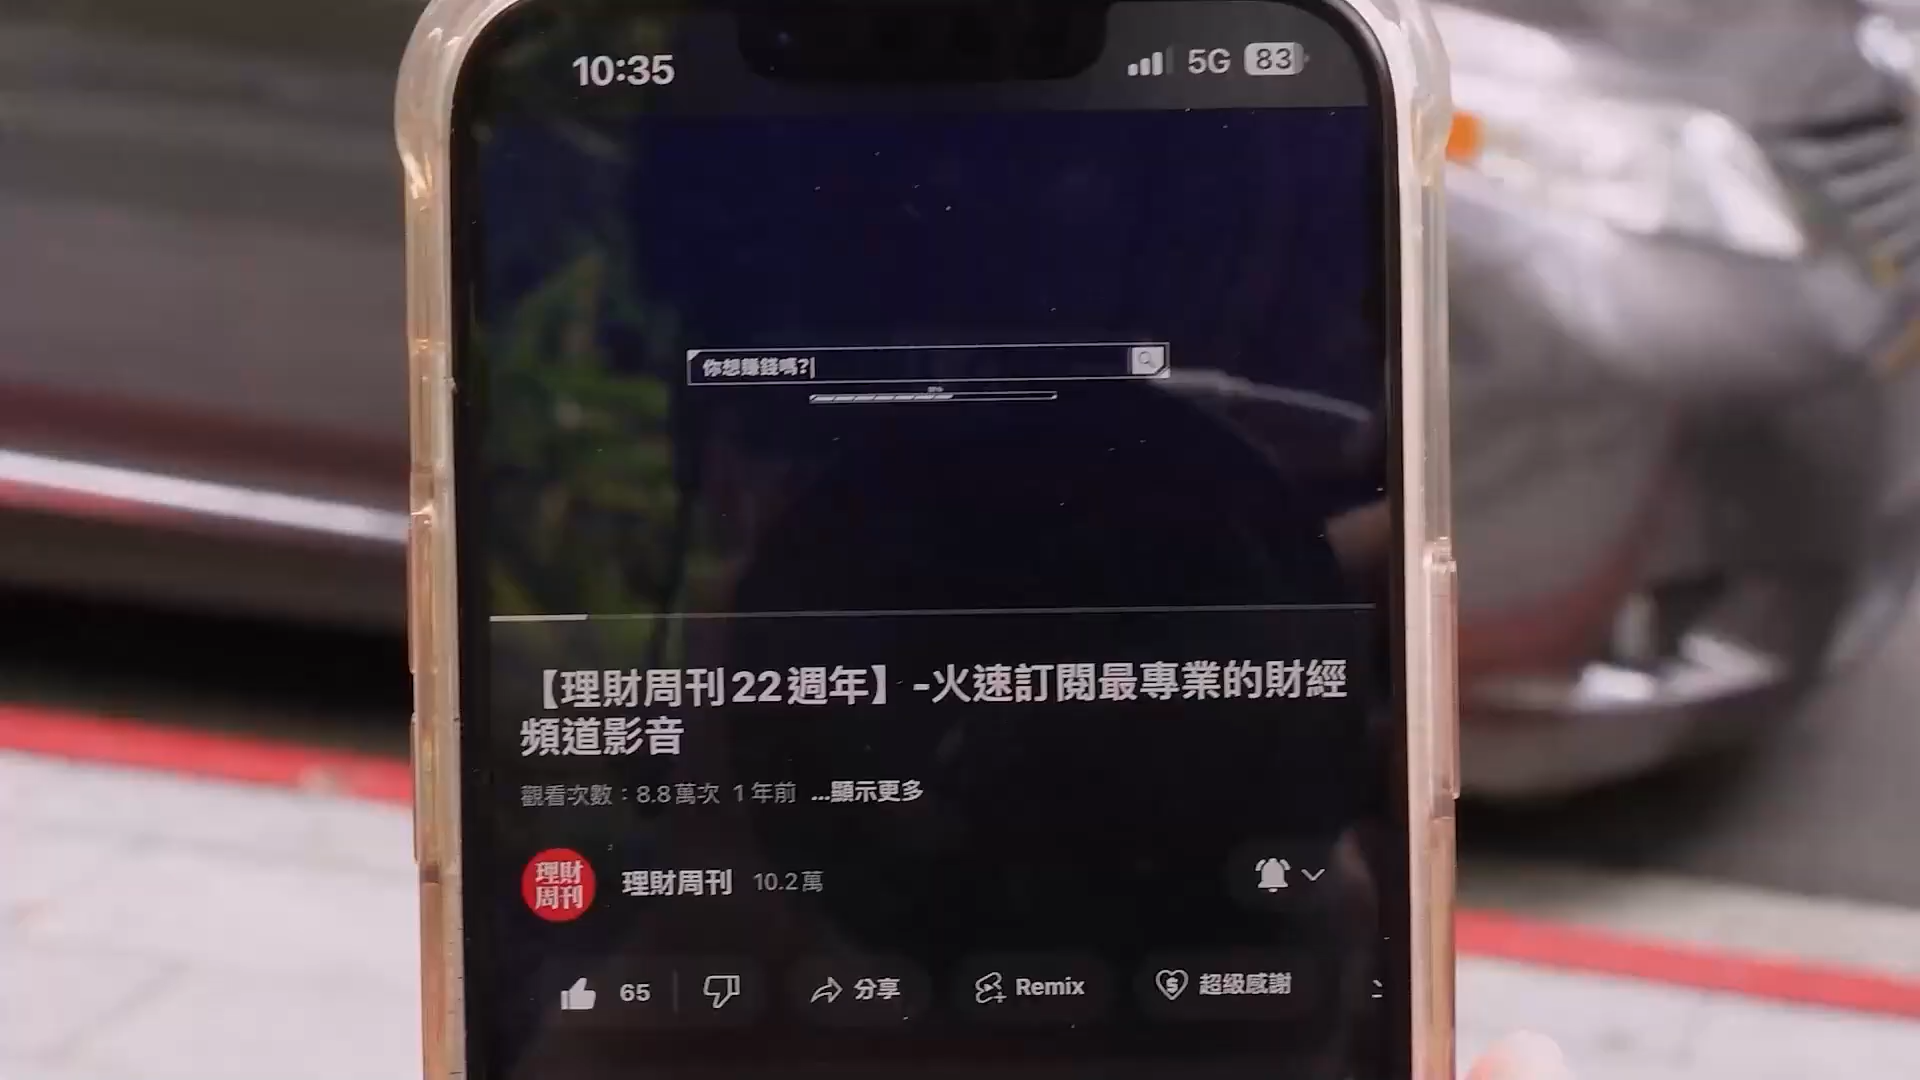 10:35
5G 83
你想賺錢嗎?
【理財周刊22週年】-火速訂閱最專業的財經
頻道影音
觀看次數：8.8萬次 1年前 ...顯示更多
理財
周刊
理財周刊 10.2萬
65 分享 Remix 超級感謝